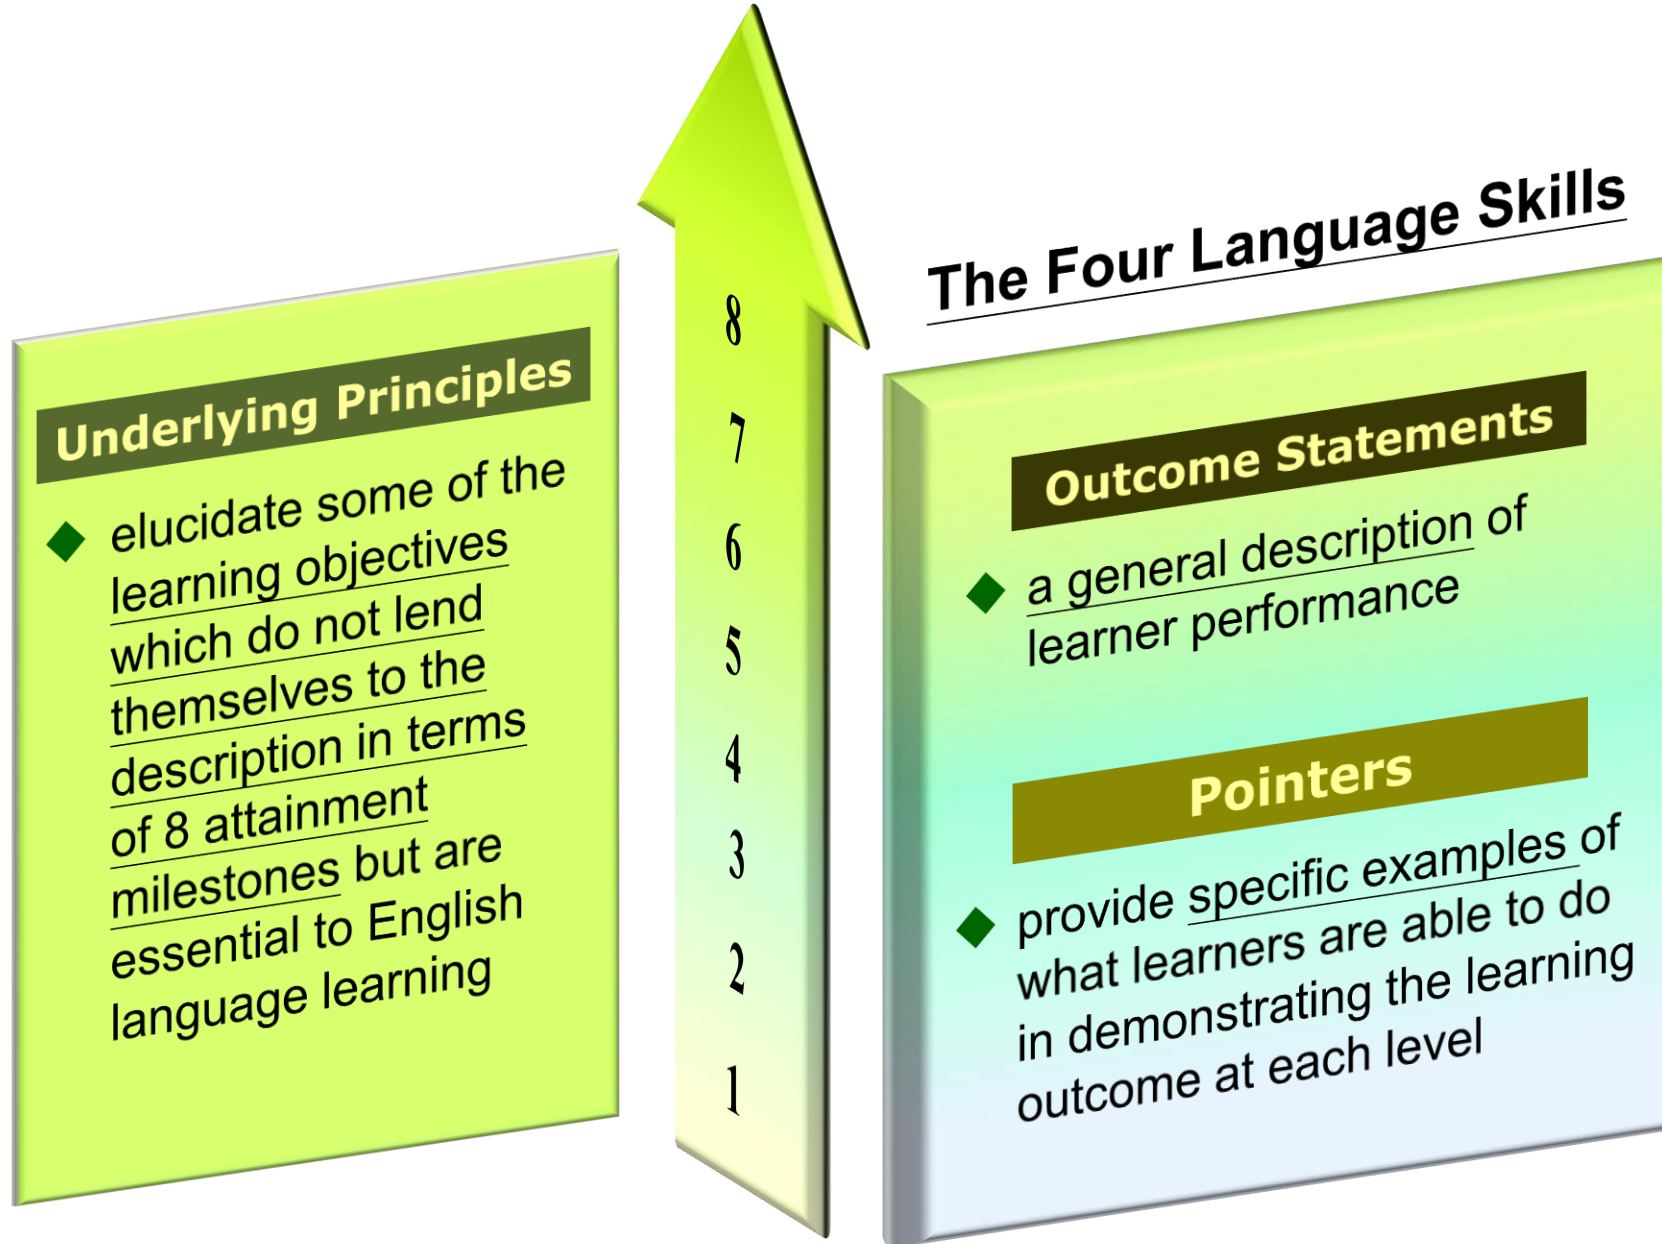 Underlying Principles
elucidate some of the
learning objectives
which do not lend
themselves to the
description in terms
of 8 attainment
milestones but are
essential to English
language learning
8
7
6
5
4
3
2
1
The Four Language Skills
Outcome Statements
a general description of
learner performance
Pointers
provide specific examples of
what learners are able to do
in demonstrating the learning
outcome at each level